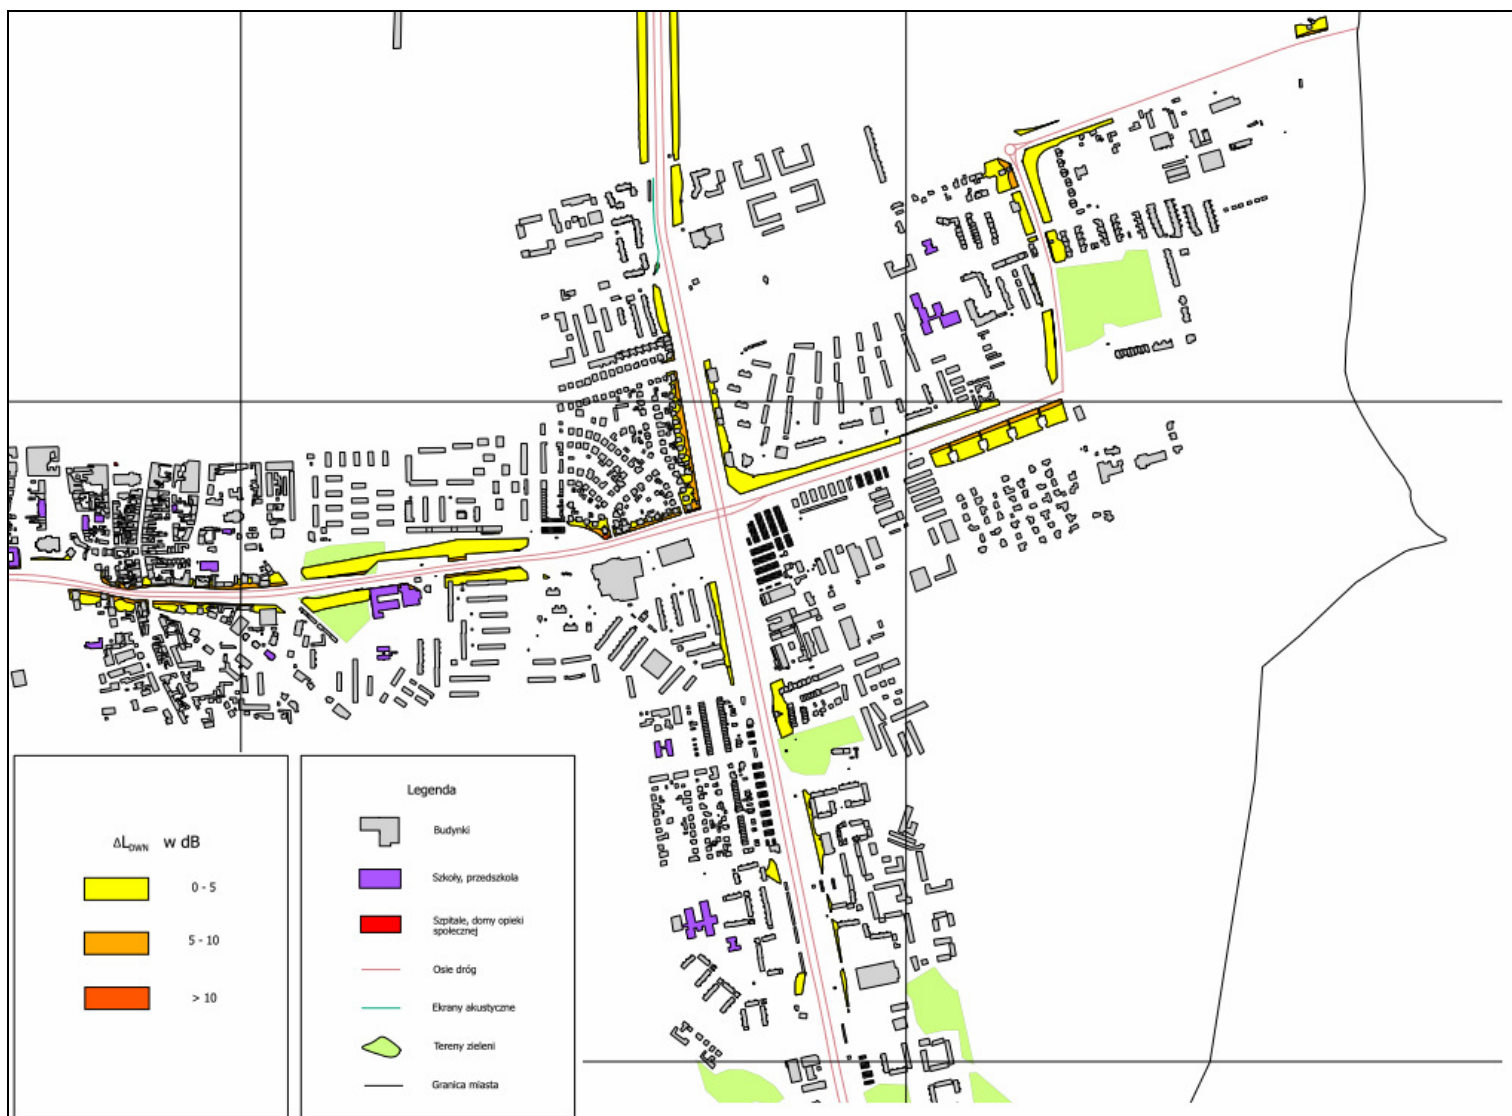 ΔL_DWN w dB
0 - 5
5 - 10
> 10
Legenda
Budynki
Szkoły, przedszkola
Szpitale, domy opieki
społecznej
Osie dróg
Ekrany akustyczne
Tereny zieleni
Granica miasta